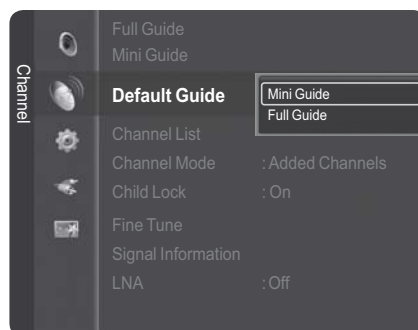 Channel
Full Guide
Mini Guide
Default Guide
Mini Guide
Full Guide
Channel List
Channel Mode : Added Channels
Child Lock : On
Fine Tune
Signal Information
LNA : Off